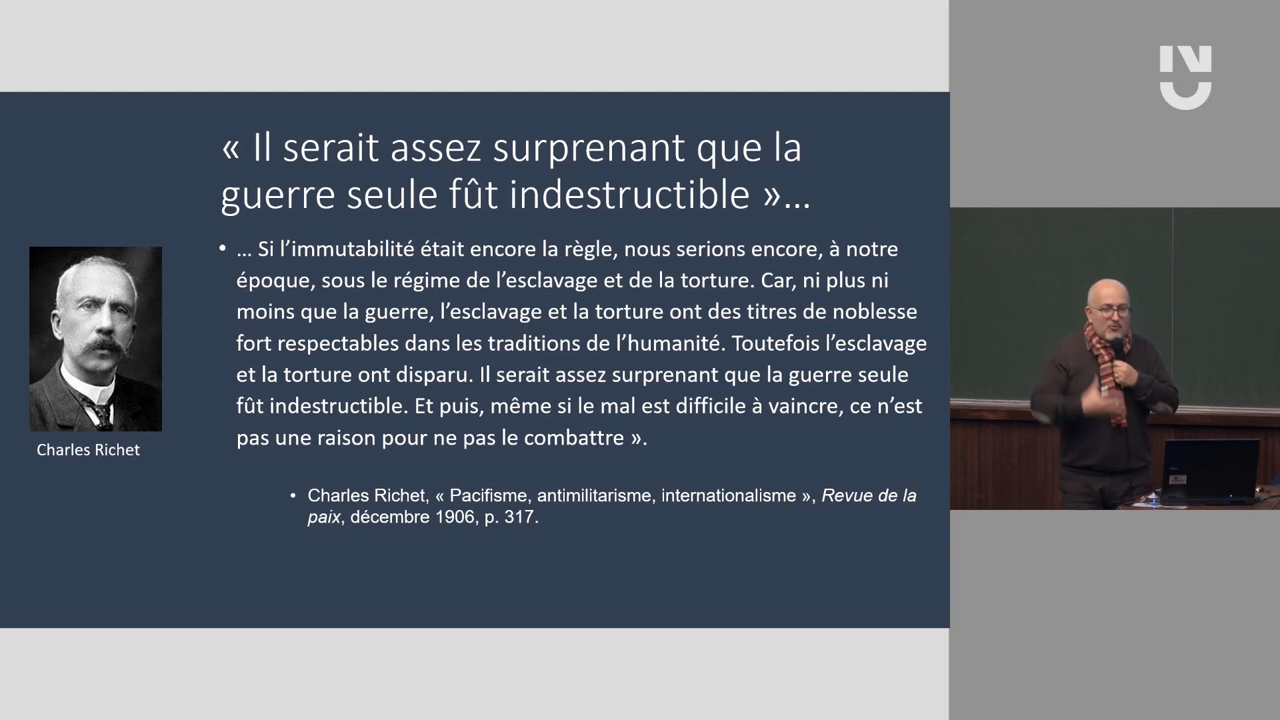 « Il serait assez surprenant que la
guerre seule fût indestructible »...
• ... Si l’immutabilité était encore la règle, nous serions encore, à notre
époque, sous le régime de l’esclavage et de la torture. Car, ni plus ni
moins que la guerre, l’esclavage et la torture ont des titres de noblesse
fort respectables dans les traditions de l’humanité. Toutefois l’esclavage
et la torture ont disparu. Il serait assez surprenant que la guerre seule
fût indestructible. Et puis, même si le mal est difficile à vaincre, ce n’est
pas une raison pour ne pas le combattre ».
Charles Richet
• Charles Richet, « Pacifisme, antimilitarisme, internationalisme », Revue de la
paix, décembre 1906, p. 317.
NU